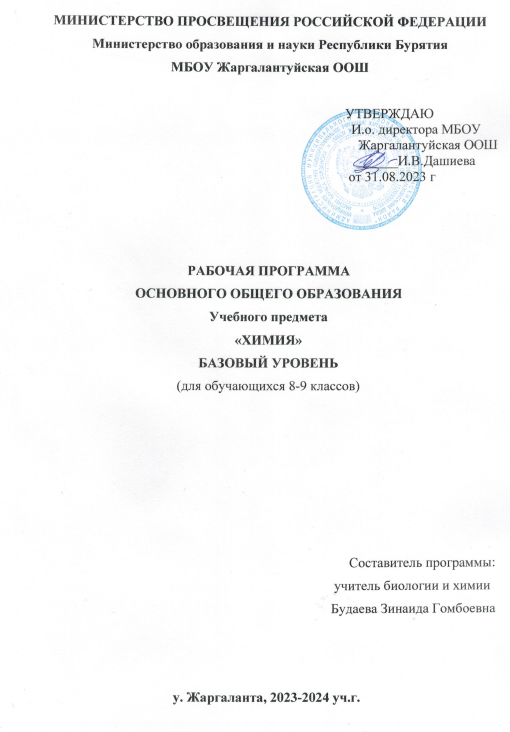 МИНИСТЕРСТВО ПРОСВЕЩЕНИЯ РОССИЙСКОЙ ФЕДЕРАЦИИ
Министерство образования и науки Республики Бурятия
МБОУ Жаргалантуйская ООШ
УТВЕРЖДАЮ
И.о. директора МБОУ
Жаргалантуйская ООШ
И.В.Дашиева
от 31.08.2023 г
РАБОЧАЯ ПРОГРАММА
ОСНОВНОГО ОБЩЕГО ОБРАЗОВАНИЯ
Учебного предмета
«ХИМИЯ»
БАЗОВЫЙ УРОВЕНЬ
(для обучающихся 8-9 классов)
Составитель программы:
учитель биологии и химии
Будаева Зинаида Гомбоевна
у. Жаргаланта, 2023-2024 уч.г.